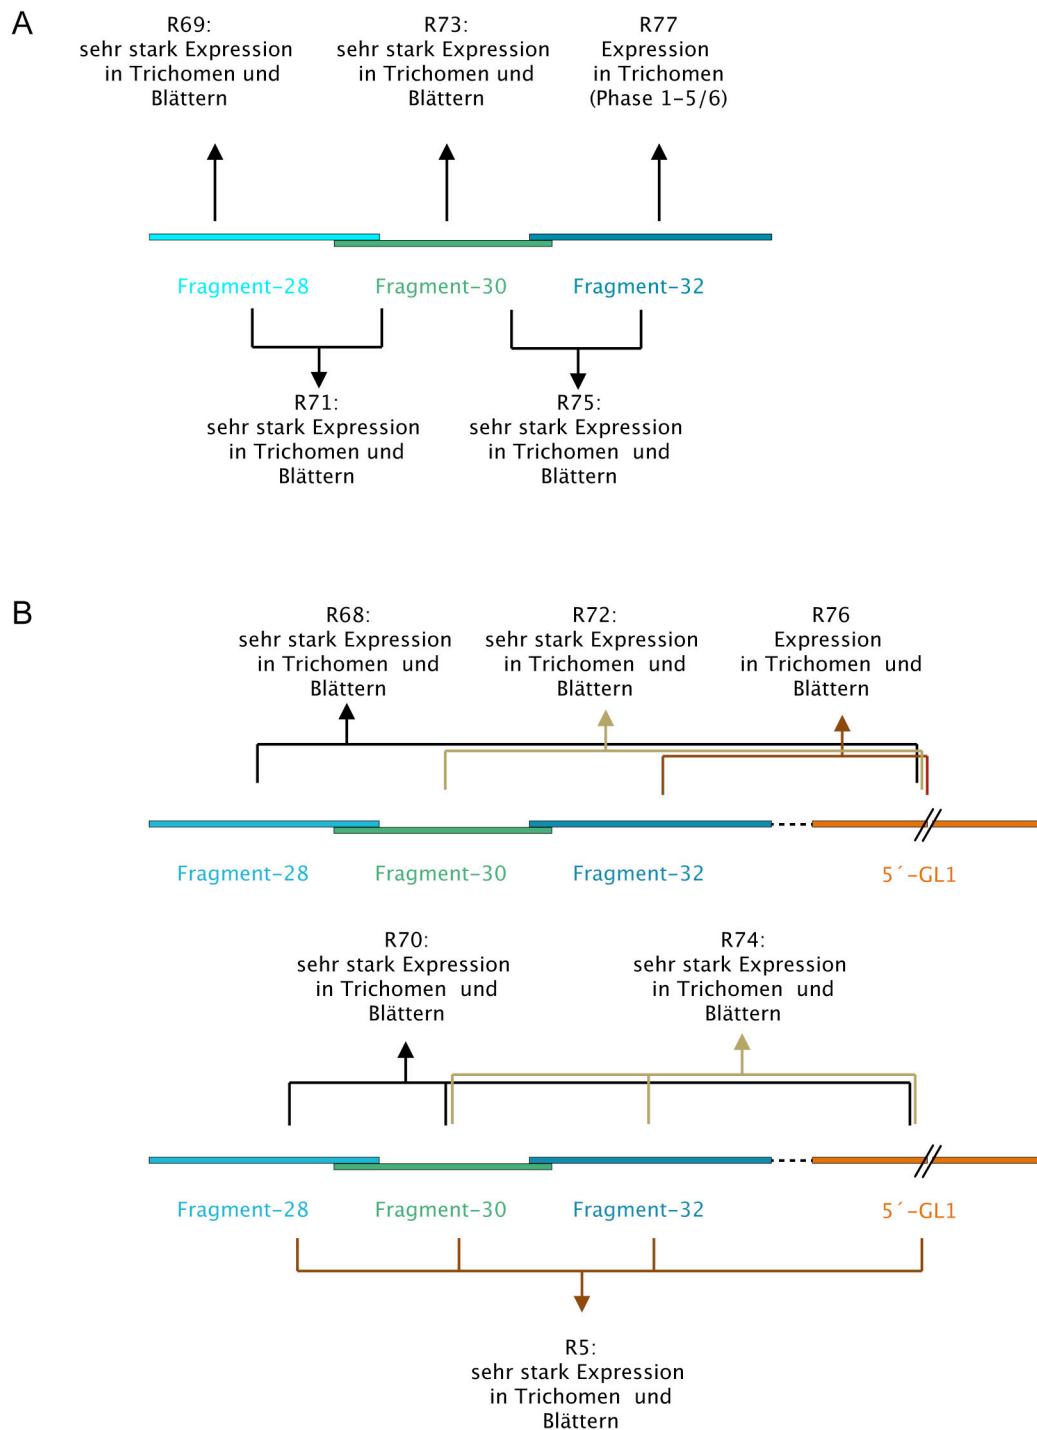 A
R69:
sehr stark Expression
in Trichomen und
Blättern
R73:
sehr stark Expression
in Trichomen und
Blättern
R77
Expression
in Trichomen
(Phase 1-5/6)
Fragment-28
Fragment-30
Fragment-32
R71:
sehr stark Expression
in Trichomen und
Blättern
R75:
sehr stark Expression
in Trichomen und
Blättern
B
R68:
sehr stark Expression
in Trichomen und
Blättern
R72:
sehr stark Expression
in Trichomen und
Blättern
R76
Expression
in Trichomen und
Blättern
Fragment-28
Fragment-30
Fragment-32
5´-GL1
R70:
sehr stark Expression
in Trichomen und
Blättern
R74:
sehr stark Expression
in Trichomen und
Blättern
Fragment-28
Fragment-30
Fragment-32
5´-GL1
R5:
sehr stark Expression
in Trichomen und
Blättern